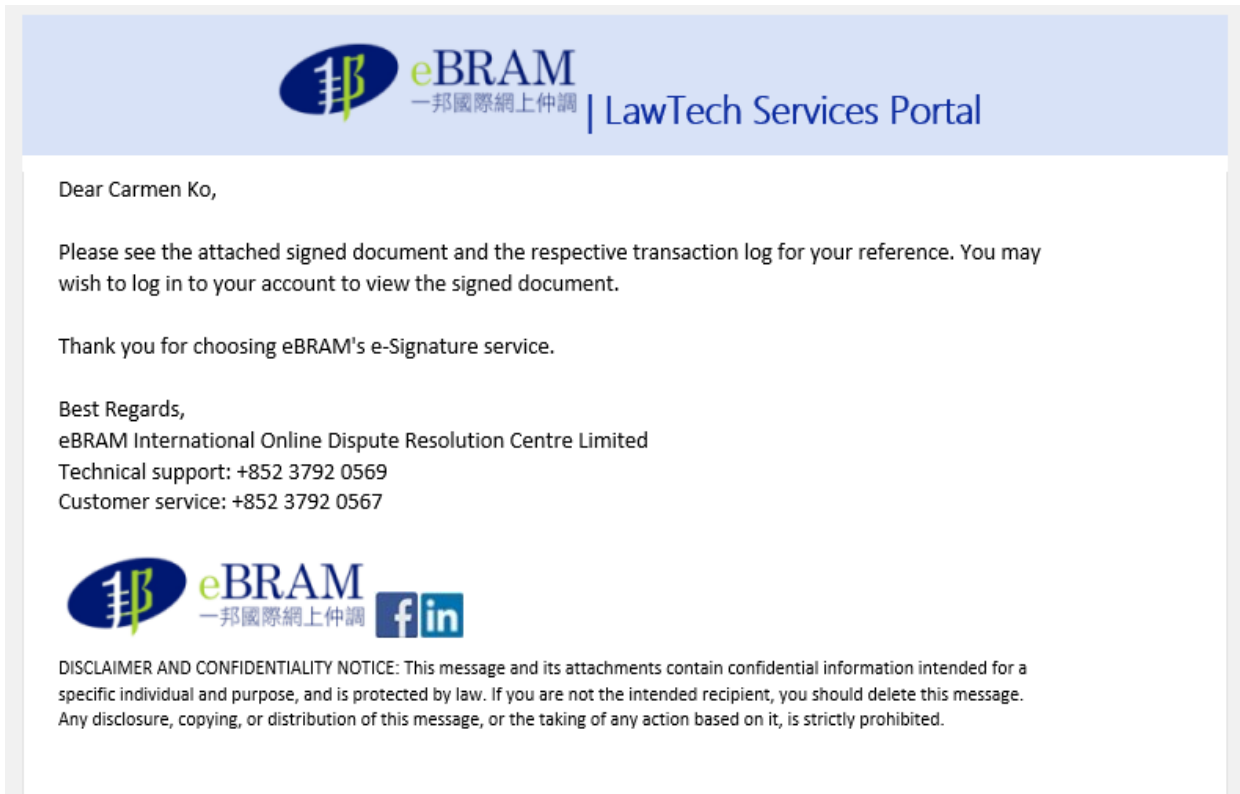 邦 eBRAM
一邦國際網上仲調 | LawTech Services Portal
Dear Carmen Ko,
Please see the attached signed document and the respective transaction log for your reference. You may
wish to log in to your account to view the signed document.
Thank you for choosing eBRAM's e-Signature service.
Best Regards,
eBRAM International Online Dispute Resolution Centre Limited
Technical support: +852 3792 0569
Customer service: +852 3792 0567
邦 eBRAM
一邦國際網上仲調 f in
DISCLAIMER AND CONFIDENTIALITY NOTICE: This message and its attachments contain confidential information intended for a
specific individual and purpose, and is protected by law. If you are not the intended recipient, you should delete this message.
Any disclosure, copying, or distribution of this message, or the taking of any action based on it, is strictly prohibited.